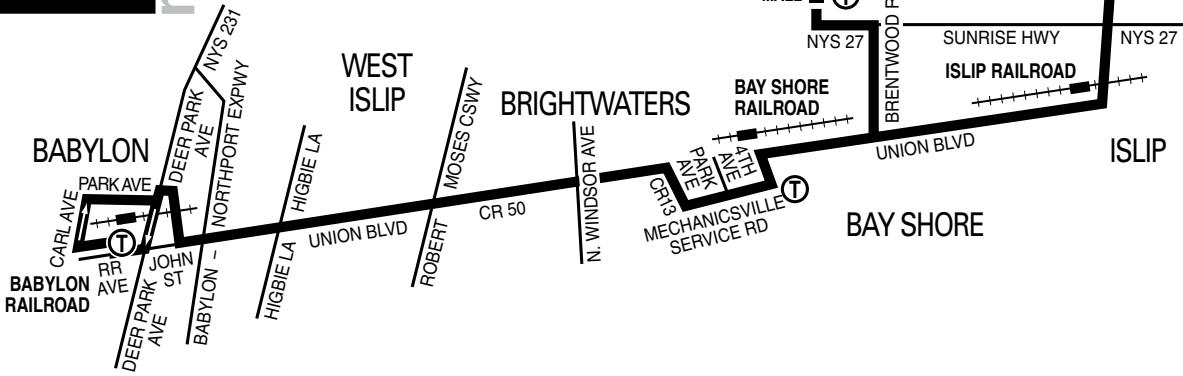 MALL
T
NYS 27
BRENTWOOD R
SUNRISE HWY
NYS 27
NYS 231
WEST
ISLIP
BRIGHTWATERS
BAY SHORE
RAILROAD
ISLIP RAILROAD
BABYLON
DEER PARK
AVE
PARK AVE
CARL AVE
T
RR
AVE
JOHN
ST
BABYLON
RAILROAD
DEER PARK
AVE
BABYLON – NORTHPORT EXPWY
HIGBIE LA
HIGBIE LA
UNION BLVD
ROBERT MOSES CSWY
CR 50
N. WINDSOR AVE
CR13
PARK
AVE
4TH
AVE
T
MECHANICSVILLE
SERVICE RD
UNION BLVD
BAY SHORE
ISLIP